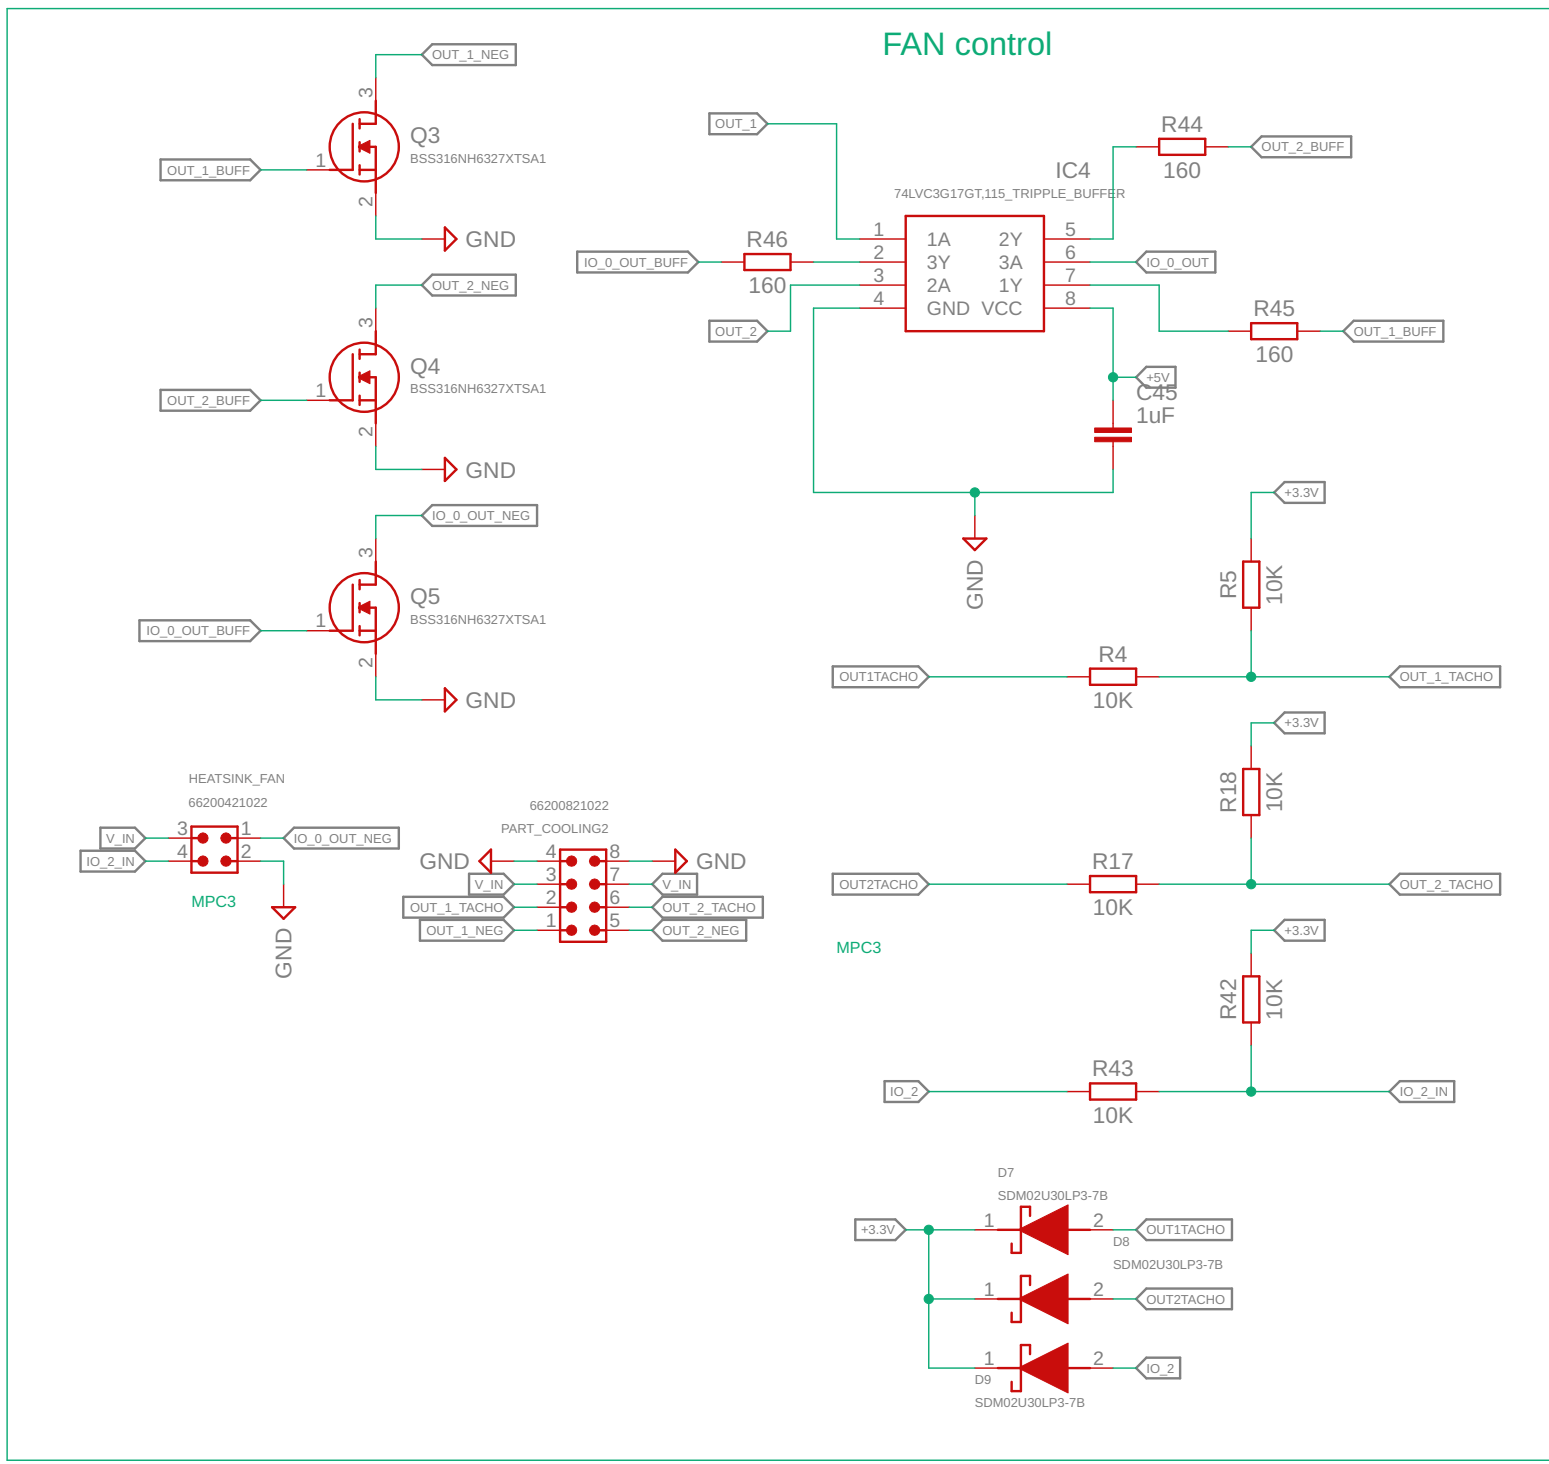 FAN control
OUT_1_NEG
3
Q3
BSS316NH6327XTSA1
OUT_1_BUFF
1
2
GND
OUT_2_NEG
3
Q4
BSS316NH6327XTSA1
OUT_2_BUFF
1
2
GND
IO_0_OUT_NEG
3
Q5
BSS316NH6327XTSA1
IO_0_OUT_BUFF
1
2
GND
OUT_1
R44
160
OUT_2_BUFF
IC4
74LVC3G17GT,115_TRIPPLE_BUFFER
R46
160
IO_0_OUT_BUFF
OUT_2
1 1A 2Y 5
2 3Y 3A 6
3 2A 1Y 7
4 GND VCC 8
IO_0_OUT
R45
160
OUT_1_BUFF
+5V
C45
1uF
GND
+3.3V
R5
10K
OUT1TACHO
R4
10K
OUT_1_TACHO
+3.3V
R18
10K
OUT2TACHO
R17
10K
OUT_2_TACHO
MPC3
+3.3V
R42
10K
IO_2
R43
10K
IO_2_IN
HEATSINK_FAN
66200421022
V_IN 3 1 IO_0_OUT_NEG
IO_2_IN 4 2
MPC3
GND
66200821022
PART_COOLING2
GND 4 8 GND
V_IN 3 7 V_IN
OUT_1_TACHO 2 6 OUT_2_TACHO
OUT_1_NEG 1 5 OUT_2_NEG
D7
SDM02U30LP3-7B
+3.3V 1 2 OUT1TACHO
D8
SDM02U30LP3-7B
1 2 OUT2TACHO
1 2 IO_2
D9
SDM02U30LP3-7B